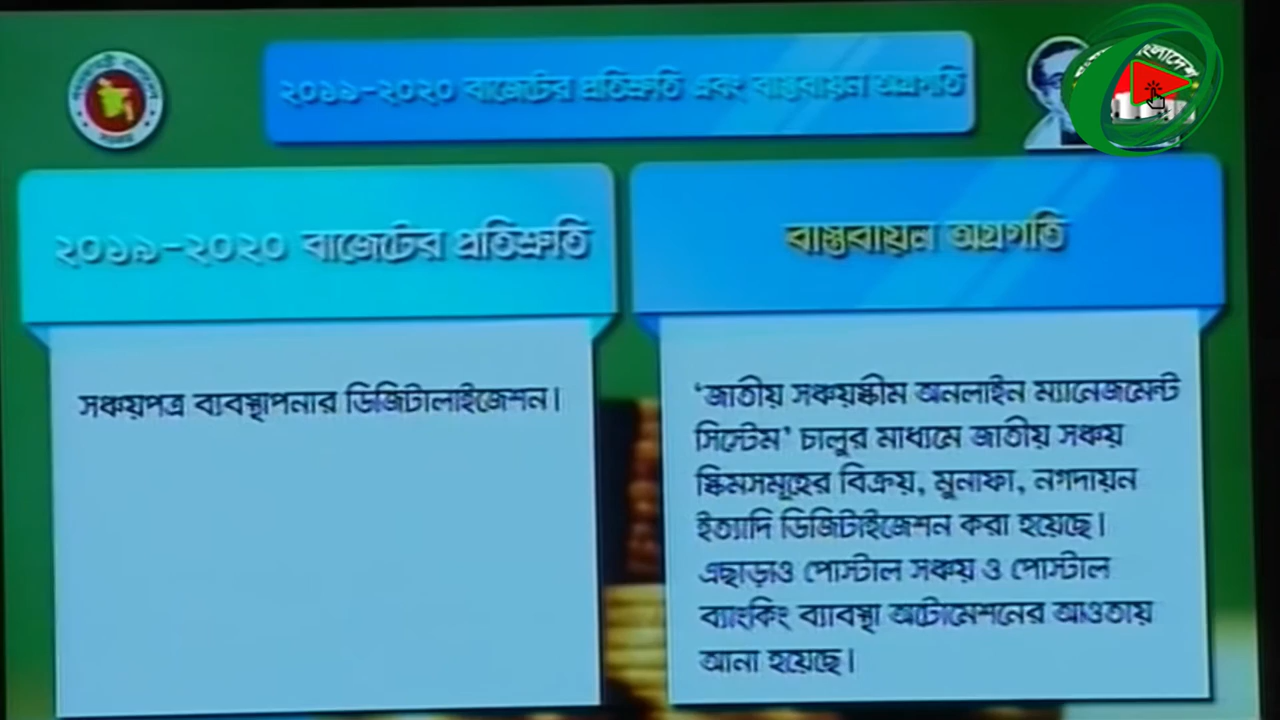 ২০১৯-২০২০ বাজেটের প্রতিশ্রুতি এবং বাস্তবায়ন অগ্রগতি
২০১৯-২০২০ বাজেটের প্রতিশ্রুতি
সঞ্চয়পত্র ব্যবস্থাপনার ডিজিটালাইজেশন।
বাস্তবায়ন অগ্রগতি
‘জাতীয় সঞ্চয়স্কীম অনলাইন ম্যানেজমেন্ট
সিস্টেম’ চালুর মাধ্যমে জাতীয় সঞ্চয়
স্কিমসমূহের বিক্রয়, মুনাফা, নগদায়ন
ইত্যাদি ডিজিটাইজেশন করা হয়েছে।
এছাড়াও পোস্টাল সঞ্চয় ও পোস্টাল
ব্যাংকিং ব্যাবস্থা অটোমেশনের আওতায়
আনা হয়েছে।